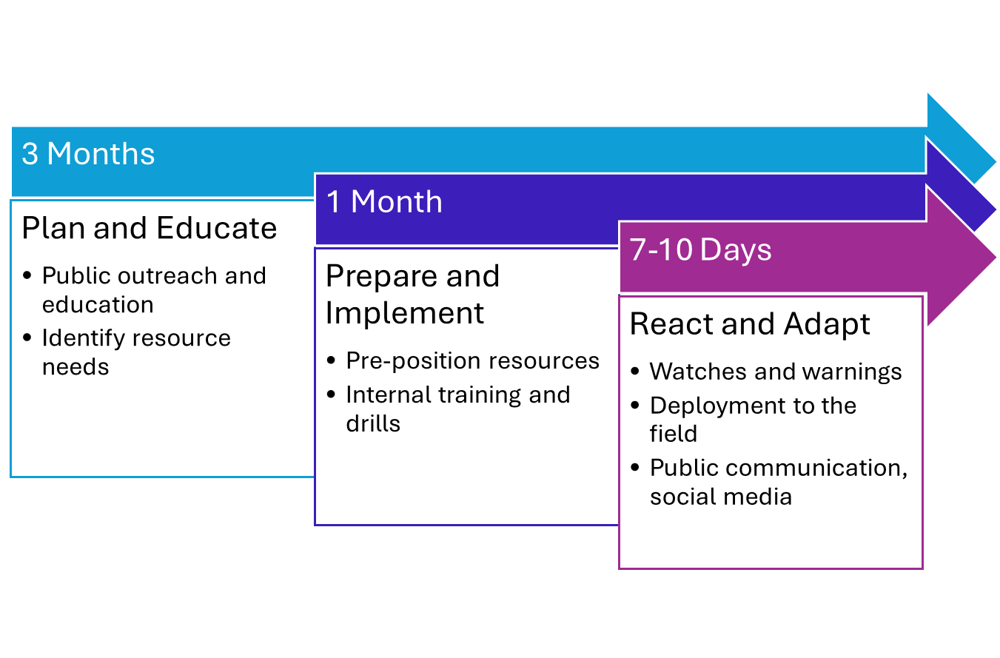 3 Months
Plan and Educate
• Public outreach and
education
• Identify resource
needs
1 Month
Prepare and
Implement
• Pre-position resources
• Internal training and
drills
7-10 Days
React and Adapt
• Watches and warnings
• Deployment to the
field
• Public communication,
social media